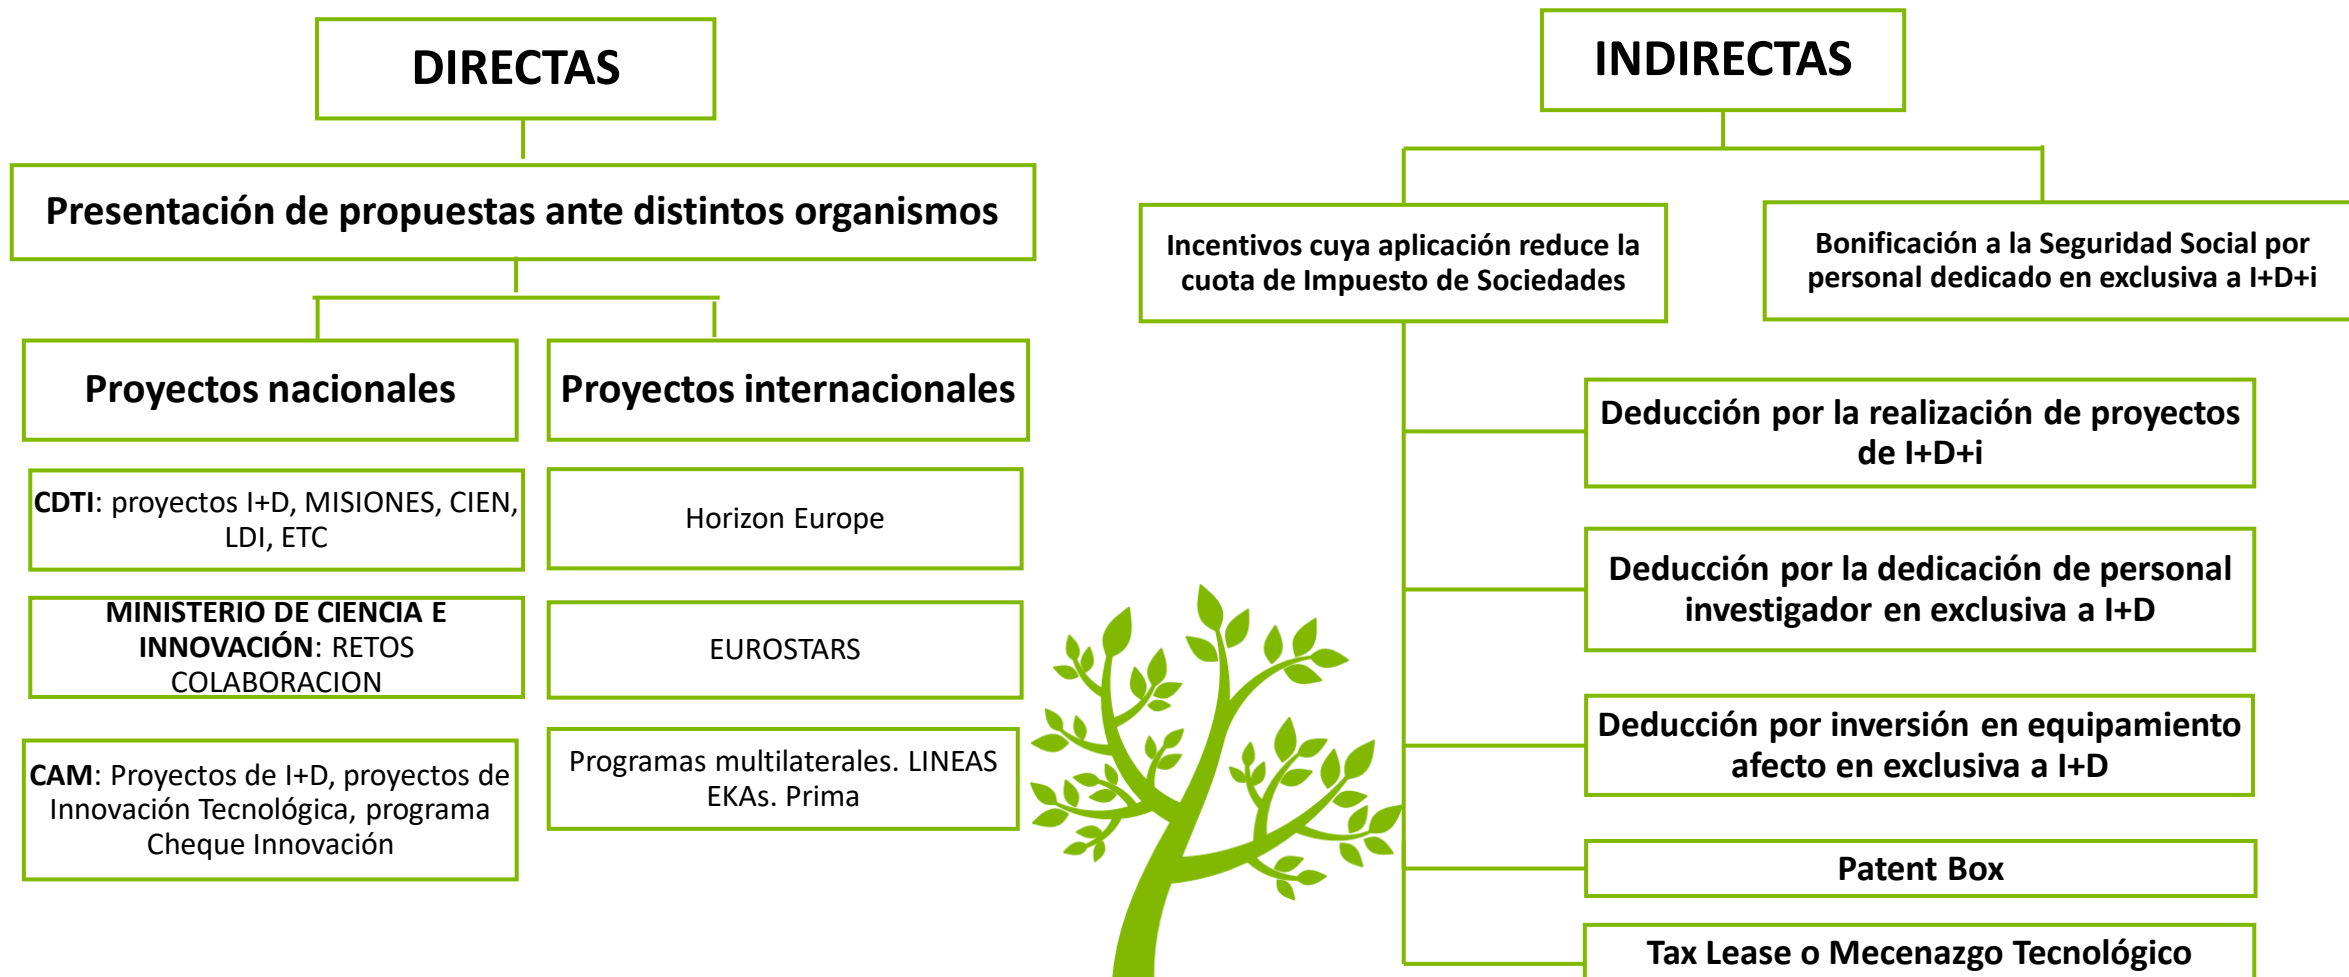 DIRECTAS
Presentación de propuestas ante distintos organismos
Proyectos nacionales
CDTI: proyectos I+D, MISIONES, CIEN,
LDI, ETC
MINISTERIO DE CIENCIA E
INNOVACIÓN: RETOS
COLABORACION
CAM: Proyectos de I+D, proyectos de
Innovación Tecnológica, programa
Cheque Innovación
Proyectos internacionales
Horizon Europe
EUROSTARS
Programas multilaterales. LINEAS
EKAs. Prima
INDIRECTAS
Incentivos cuya aplicación reduce la
cuota de Impuesto de Sociedades
Bonificación a la Seguridad Social por
personal dedicado en exclusiva a I+D+i
Deducción por la realización de proyectos
de I+D+i
Deducción por la dedicación de personal
investigador en exclusiva a I+D
Deducción por inversión en equipamiento
afecto en exclusiva a I+D
Patent Box
Tax Lease o Mecenazgo Tecnológico